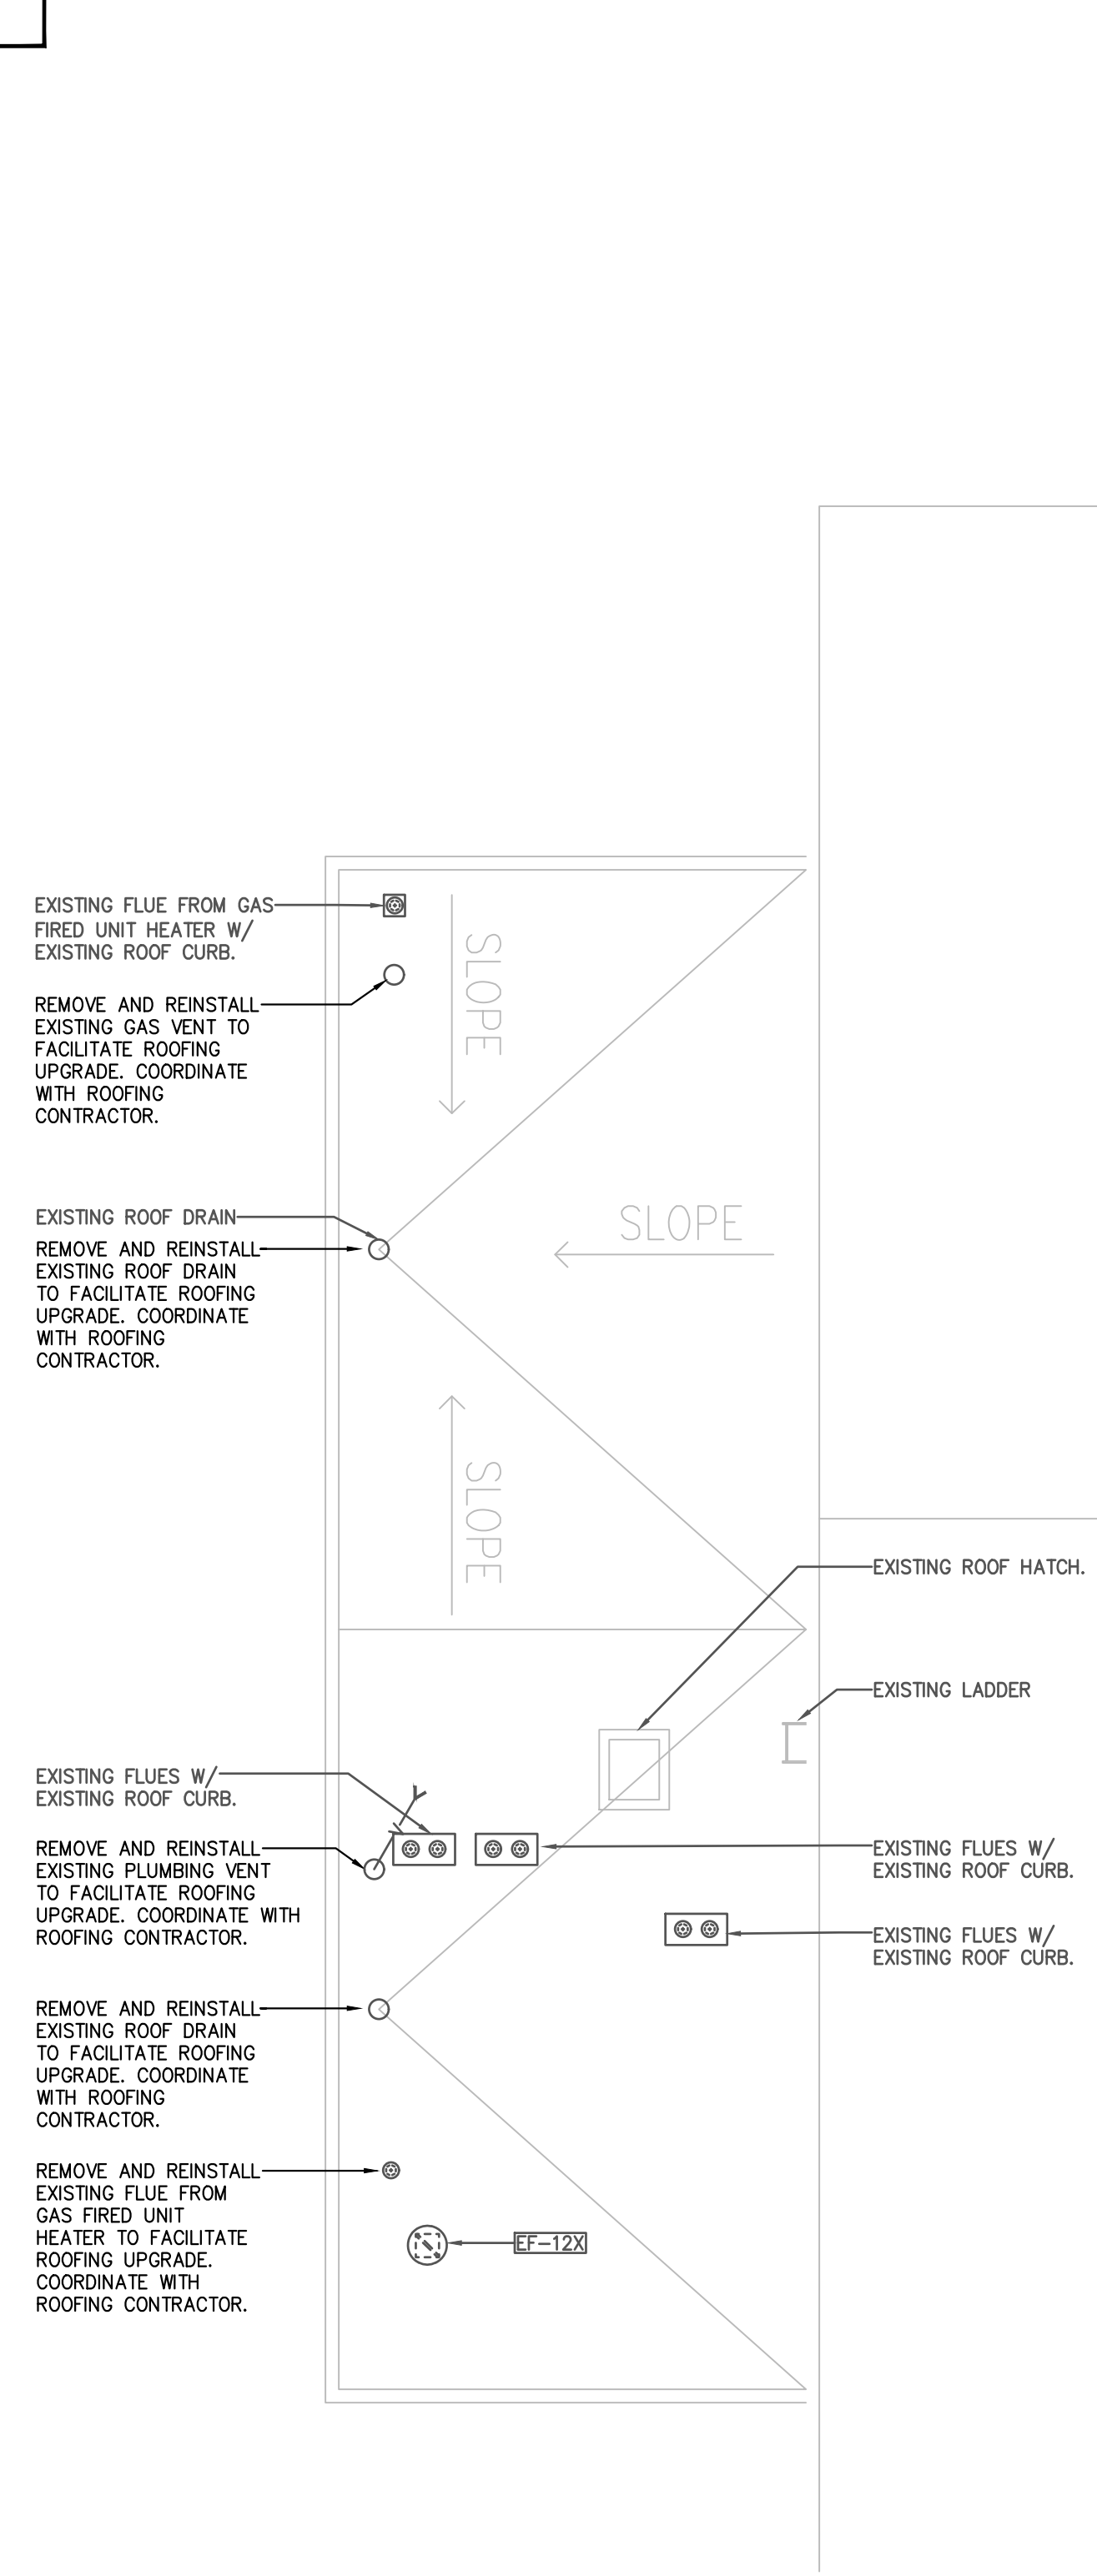 EXISTING FLUE FROM GAS
FIRED UNIT HEATER W/
EXISTING ROOF CURB.
SLOPE
REMOVE AND REINSTALL
EXISTING GAS VENT TO
FACILITATE ROOFING
UPGRADE. COORDINATE
WITH ROOFING
CONTRACTOR.
EXISTING ROOF DRAIN
SLOPE
REMOVE AND REINSTALL
EXISTING ROOF DRAIN
TO FACILITATE ROOFING
UPGRADE. COORDINATE
WITH ROOFING
CONTRACTOR.
SLOPE
EXISTING ROOF HATCH.
EXISTING LADDER
EXISTING FLUES W/
EXISTING ROOF CURB.
REMOVE AND REINSTALL
EXISTING PLUMBING VENT
TO FACILITATE ROOFING
UPGRADE. COORDINATE WITH
ROOFING CONTRACTOR.
EXISTING FLUES W/
EXISTING ROOF CURB.
EXISTING FLUES W/
EXISTING ROOF CURB.
REMOVE AND REINSTALL
EXISTING ROOF DRAIN
TO FACILITATE ROOFING
UPGRADE. COORDINATE
WITH ROOFING
CONTRACTOR.
REMOVE AND REINSTALL
EXISTING FLUE FROM
GAS FIRED UNIT
HEATER TO FACILITATE
ROOFING UPGRADE.
COORDINATE WITH
ROOFING CONTRACTOR.
EF-12X